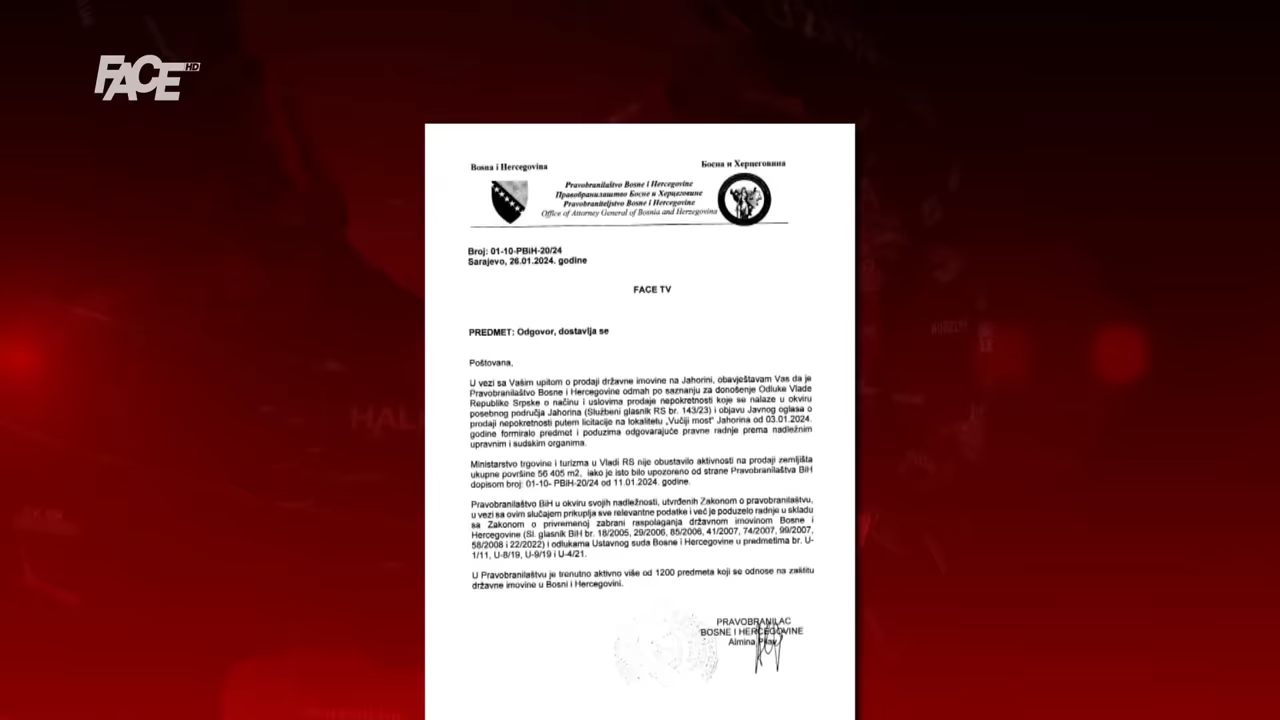 FACE HD
Bosna i Hercegovina
Босна и Херцеговина
Pravobranilaštvo Bosne i Hercegovine
Правобранилаштво Босне и Херцеговине
Pravobraniteljstvo Bosne i Hercegovine
Office of Attorney General of Bosnia and Herzegovina
Broj: 01-10-PBiH-20/24
Sarajevo, 26.01.2024. godine
FACE TV
PREDMET: Odgovor, dostavlja se
Poštovana,
U vezi sa Vašim upitom o prodaji državne imovine na Jahorini, obavještavam Vas da je
Pravobranilaštvo Bosne i Hercegovine odmah po saznanju za donošenje Odluke Vlade
Republike Srpske o načinu i uslovima prodaje nepokretnosti koje se nalaze u okviru
posebnog područja Jahorina (Službeni glasnik RS br. 143/23) i objavu Javnog oglasa o
prodaji nepokretnosti putem licitacije na lokalitetu „Vučiji most" Jahorina od 03.01.2024.
godine formiralo predmet i poduzima odgovarajuće pravne radnje prema nadležnim
upravnim i sudskim organima.
Ministarstvo trgovine i turizma u Vladi RS nije obustavilo aktivnosti na prodaji zemljišta
ukupne površine 56 405 m2, iako je isto bilo upozoreno od strane Pravobranilaštva BiH
dopisom broj: 01-10- PBiH-20/24 od 11.01.2024. godine.
Pravobranilaštvo BiH u okviru svojih nadležnosti, utvrđenih Zakonom o pravobranilaštvu,
u vezi sa ovim slučajem prikuplja sve relevantne podatke i već je poduzelo radnje u skladu
sa Zakonom o privremenoj zabrani raspolaganja državnom imovinom Bosne i
Hercegovine (Sl. glasnik BiH br. 18/2005, 29/2006, 85/2006, 41/2007, 74/2007, 99/2007,
58/2008 i 22/2022) i odlukama Ustavnog suda Bosne i Hercegovine u predmetima br. U-
1/11, U-8/19, U-9/19 i U-4/21.
U Pravobranilaštvu je trenutno aktivno više od 1200 predmeta koji se odnose na zaštitu
državne imovine u Bosni i Hercegovini.
PRAVOBRANILAC
BOSNE I HERCEGOVINE
Almina